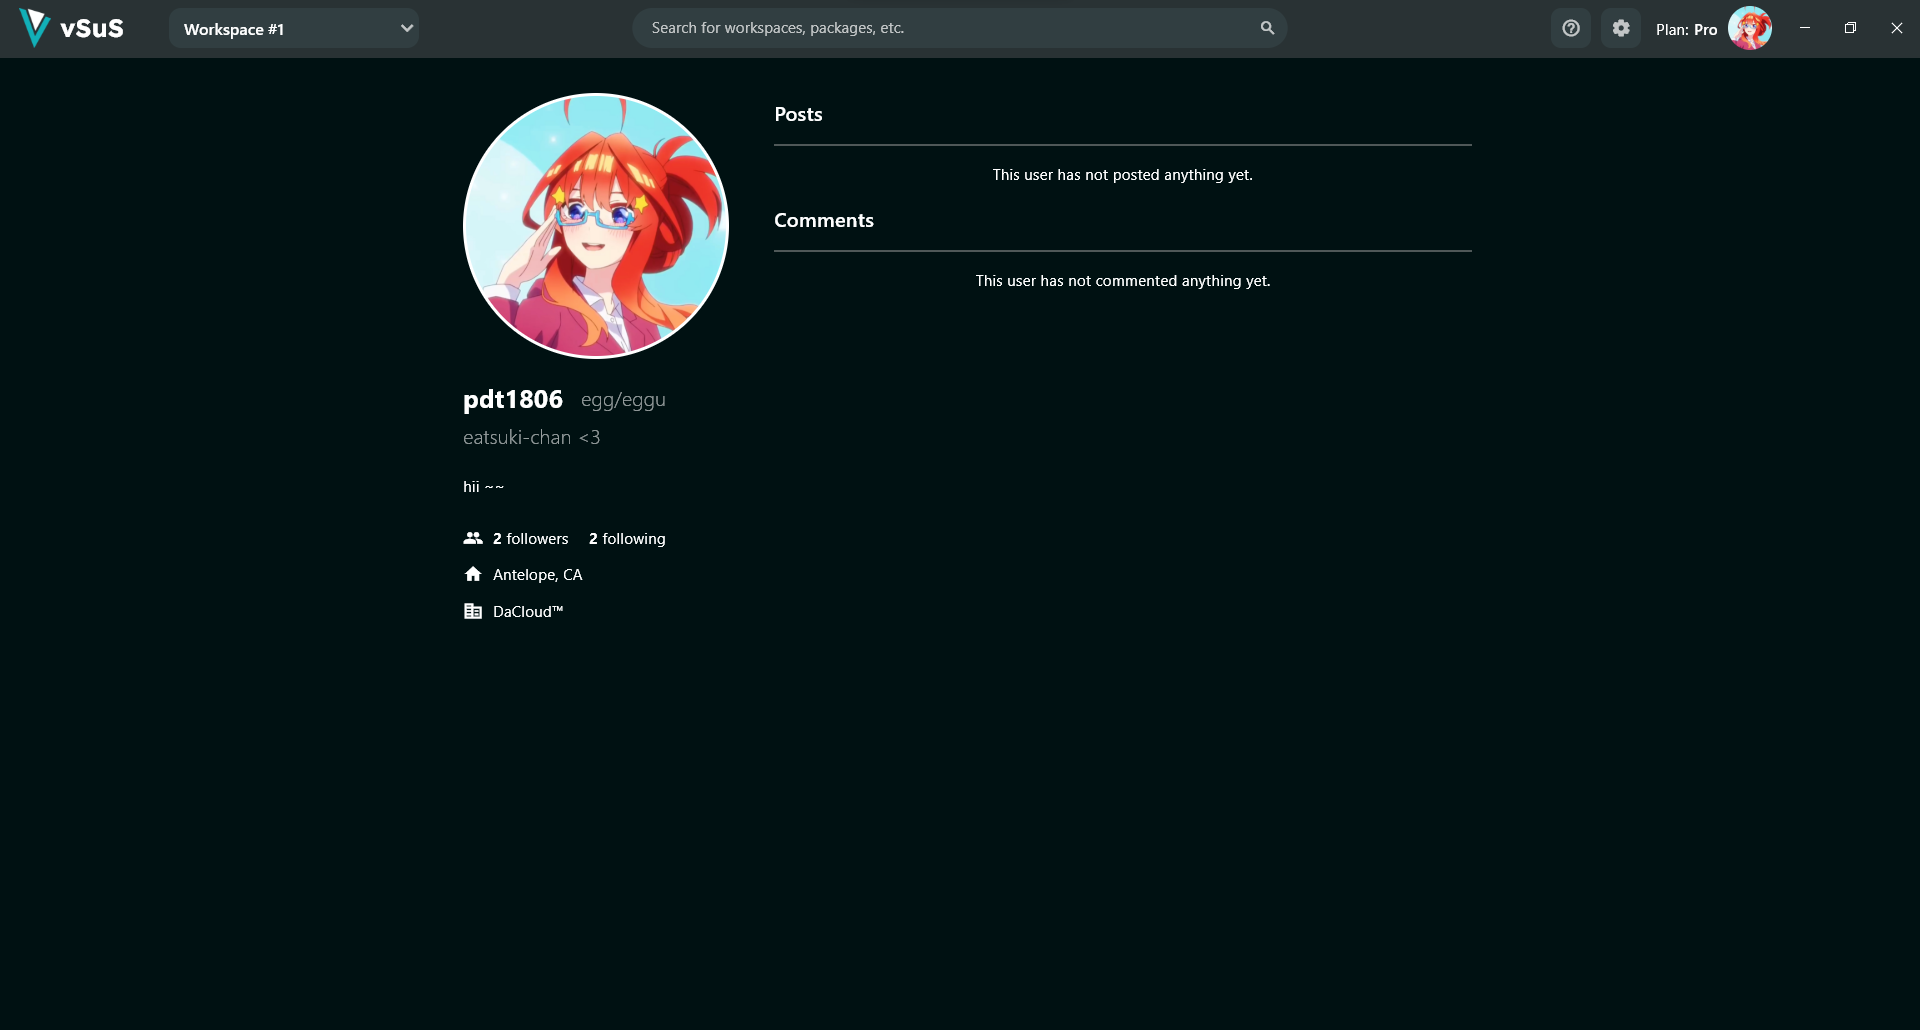 vSuS
Workspace #1
Search for workspaces, packages, etc.
Plan: Pro
Posts
This user has not posted anything yet.
Comments
This user has not commented anything yet.
pdt1806 egg/eggu
eatsuki-chan <3
hii ~~
2 followers 2 following
Antelope, CA
DaCloud™